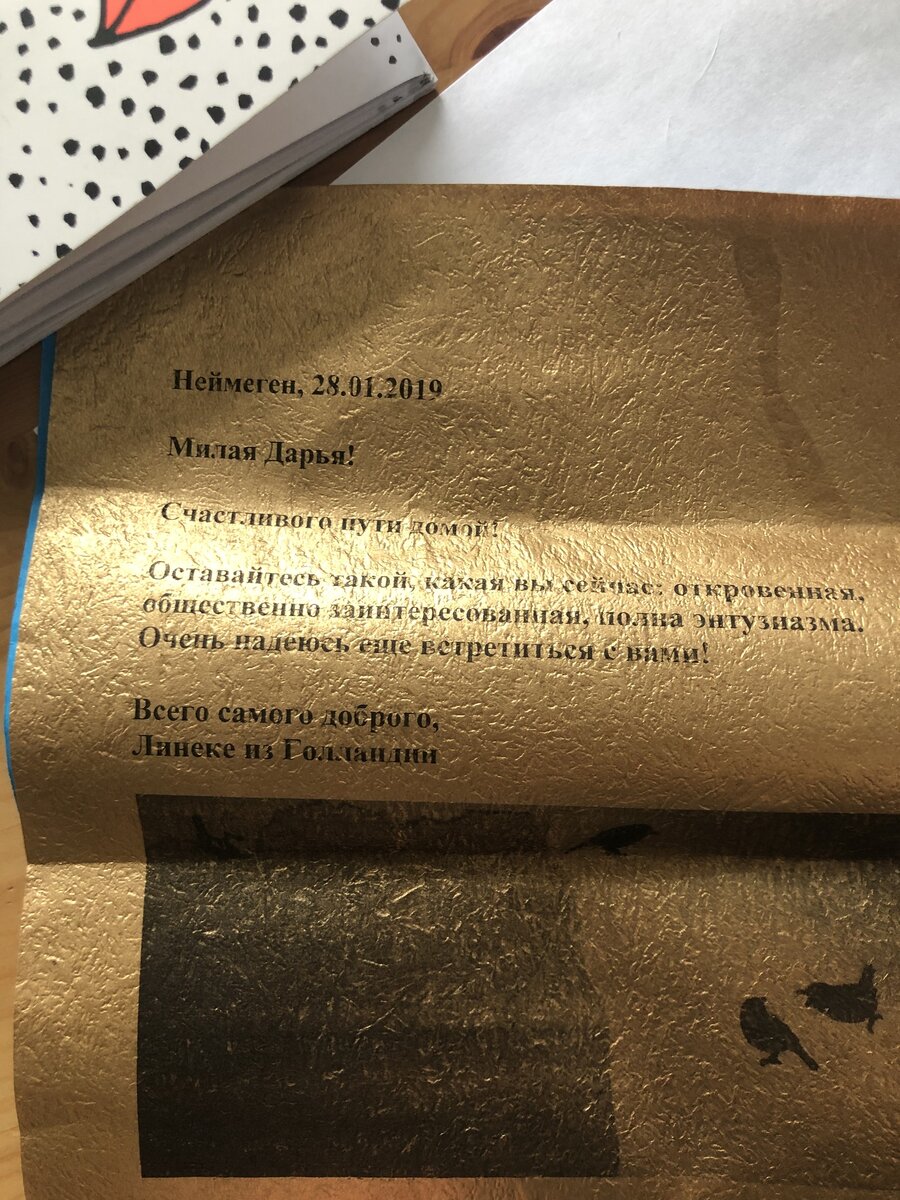 Неймеген, 28.01.2019
Милая Дарья!
Счастливого пути домой!
Оставайтесь такой, какая вы сейчас: откровенная,
общественно заинтересованная, полна энтузиазма.
Очень надеюсь еще встретиться с вами!
Всего самого доброго,
Линеке из Голландии